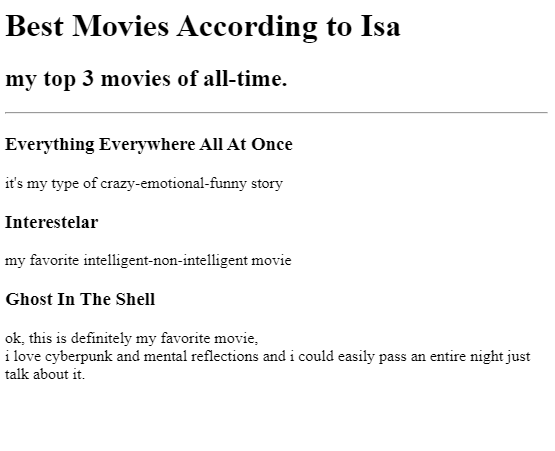 Best Movies According to Isa
my top 3 movies of all-time.
Everything Everywhere All At Once
it's my type of crazy-emotional-funny story
Interestelar
my favorite intelligent-non-intelligent movie
Ghost In The Shell
ok, this is definitely my favorite movie,
i love cyberpunk and mental reflections and i could easily pass an entire night just
talk about it.